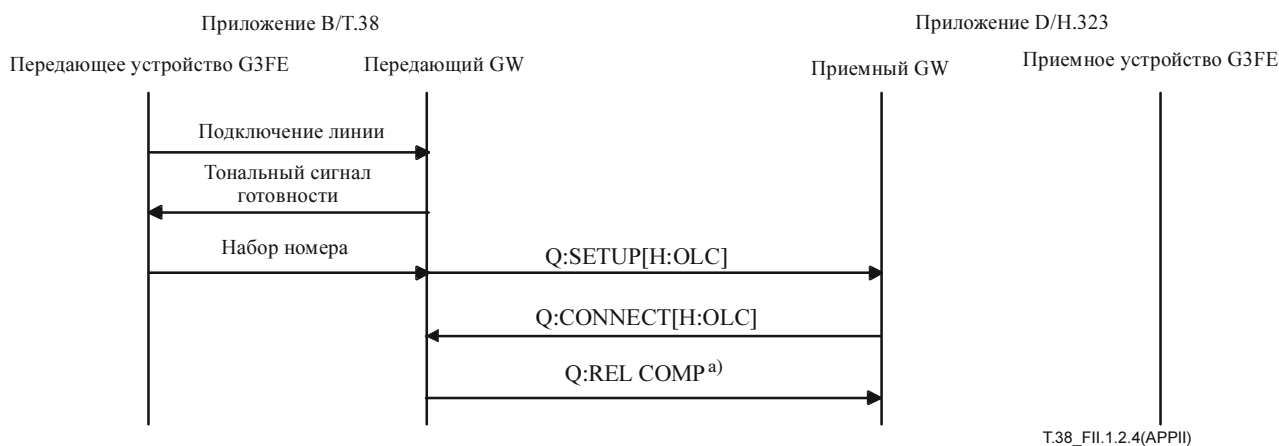 Приложение B/T.38
Приложение D/H.323
Передающее устройство G3FE
Передающий GW
Приемный GW
Приемное устройство G3FE
Подключение линии
Тональный сигнал
готовности
Набор номера
Q:SETUP[H:OLC]
Q:CONNECT[H:OLC]
Q:REL COMP a)
T.38_FII.1.2.4(APPII)